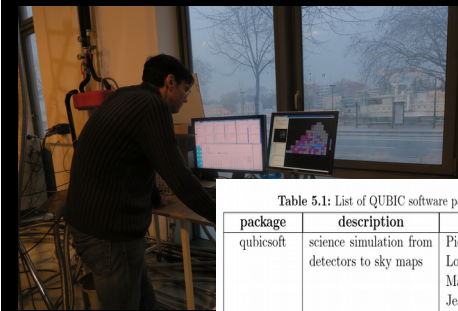 Table 5.1: List of QUBIC software pa
package description
qubicsoft science simulation from Pi
detectors to sky maps Lo
Ma
Je